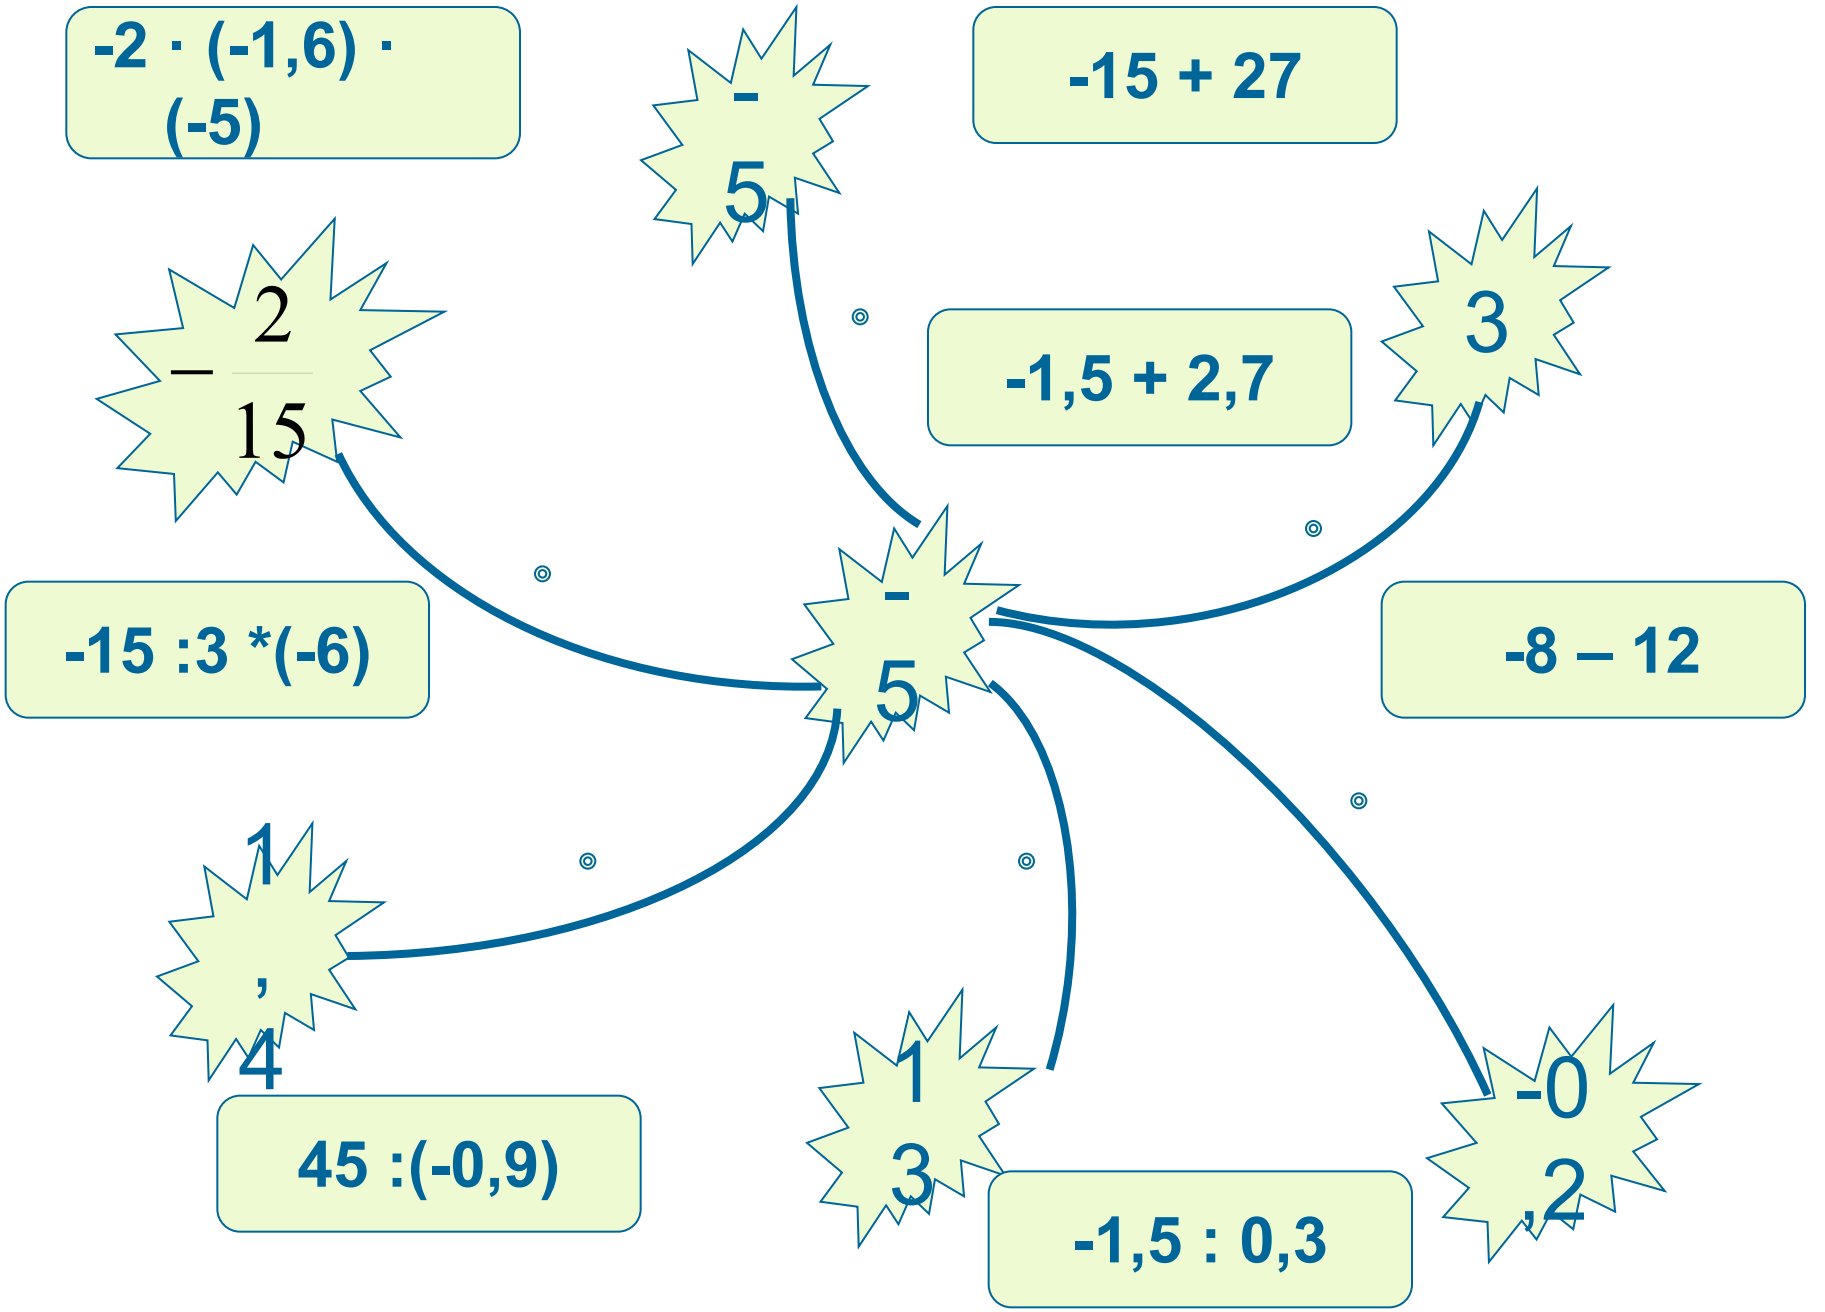 -2 · (-1,6) ·
(-5)
-
5
-15 + 27
3
2
−
15
-1,5 + 2,7
-
5
-15 :3 *(-6)
-8 – 12
1
,
4
1
3
-0
,2
45 :(-0,9)
-1,5 : 0,3